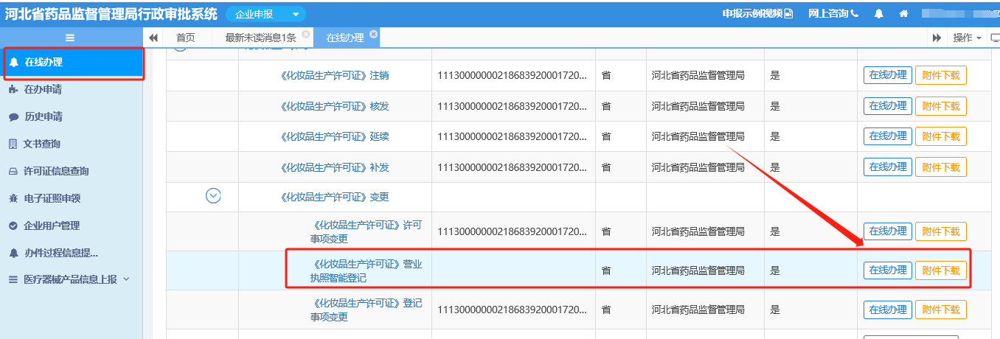 河北省药品监督管理局行政审批系统 企业申报 申报示例视频 网上咨询
首页 最新未读消息1条 在线办理 操作
在线办理
在办申请
历史申请
文书查询
许可证信息查询
电子证照申领
企业用户管理
办件过程信息提...
医疗器械产品信息上报
《化妆品生产许可证》注销 11130000000218683920001720... 省 河北省药品监督管理局 是 在线办理 附件下载
《化妆品生产许可证》核发 11130000000218683920001720... 省 河北省药品监督管理局 是 在线办理 附件下载
《化妆品生产许可证》延续 11130000000218683920001720... 省 河北省药品监督管理局 是 在线办理 附件下载
《化妆品生产许可证》补发 11130000000218683920001720... 省 河北省药品监督管理局 是 在线办理 附件下载
《化妆品生产许可证》变更
《化妆品生产许可证》许可
事项变更 11130000000218683920001720... 省 河北省药品监督管理局 是 在线办理 附件下载
《化妆品生产许可证》营业
执照智能登记 省 河北省药品监督管理局 是 在线办理 附件下载
《化妆品生产许可证》登记
事项变更 11130000000218683920001720... 省 河北省药品监督管理局 是 在线办理 附件下载